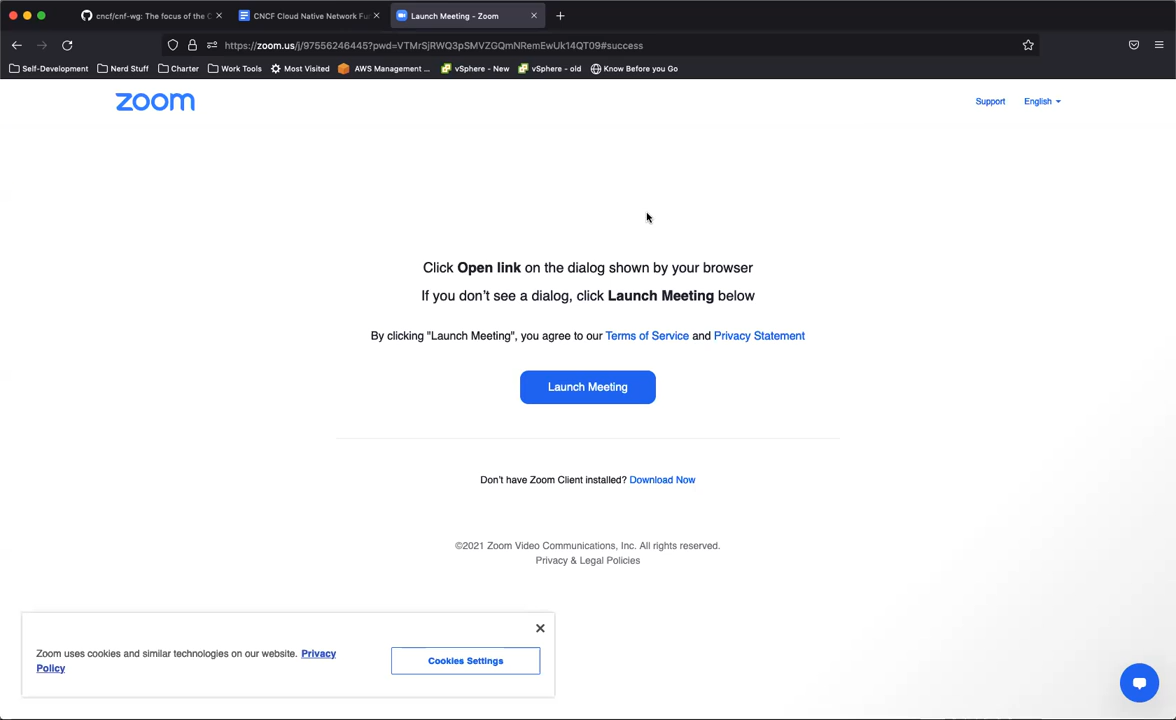 cncf/cnf-wg: The focus of the C
CNCF Cloud Native Network Fu
Launch Meeting - Zoom
https://zoom.us/j/97556246445?pwd=VTMrSjRWQ3pSMVZGQmNRemEwUk14QT09#success
Self-Development
Nerd Stuff
Charter
Work Tools
Most Visited
AWS Management ...
vSphere - New
vSphere - old
Know Before you Go
zoom
Support
English
Click Open link on the dialog shown by your browser
If you don't see a dialog, click Launch Meeting below
By clicking "Launch Meeting", you agree to our Terms of Service and Privacy Statement
Launch Meeting
Don't have Zoom Client installed? Download Now
©2021 Zoom Video Communications, Inc. All rights reserved.
Privacy & Legal Policies
Zoom uses cookies and similar technologies on our website. Privacy
Policy
Cookies Settings